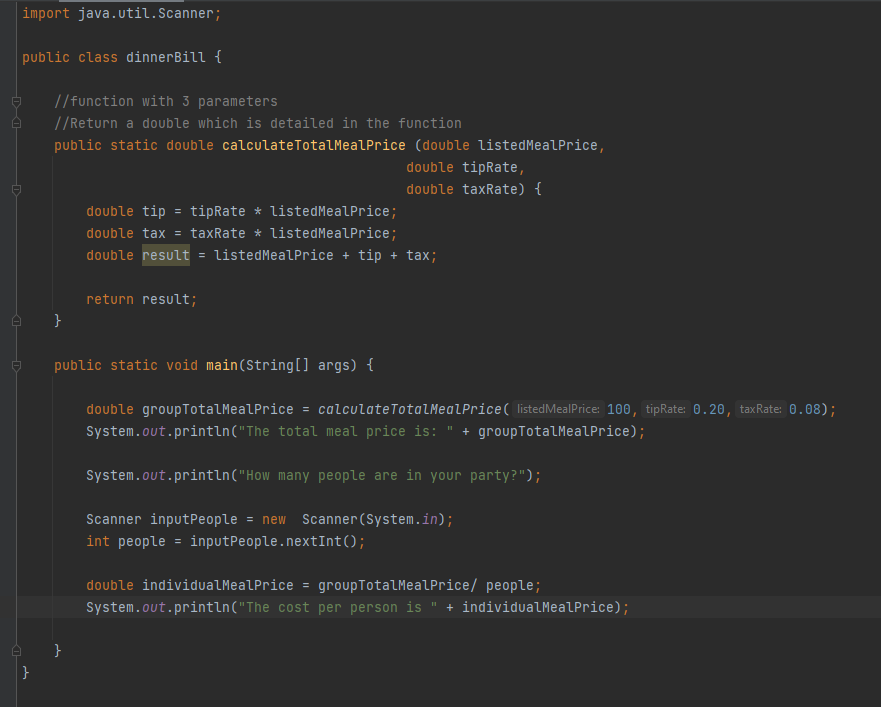 import java.util.Scanner;
public class dinnerBill {
//function with 3 parameters
//Return a double which is detailed in the function
public static double calculateTotalMealPrice (double listedMealPrice,
double tipRate,
double taxRate) {
double tip = tipRate * listedMealPrice;
double tax = taxRate * listedMealPrice;
double result = listedMealPrice + tip + tax;
return result;
}
public static void main(String[] args) {
double groupTotalMealPrice = calculateTotalMealPrice( listedMealPrice: 100, tipRate: 0.20, taxRate: 0.08);
System.out.println("The total meal price is: " + groupTotalMealPrice);
System.out.println("How many people are in your party?");
Scanner inputPeople = new  Scanner(System.in);
int people = inputPeople.nextInt();
double individualMealPrice = groupTotalMealPrice/ people;
System.out.println("The cost per person is " + individualMealPrice);
}
}